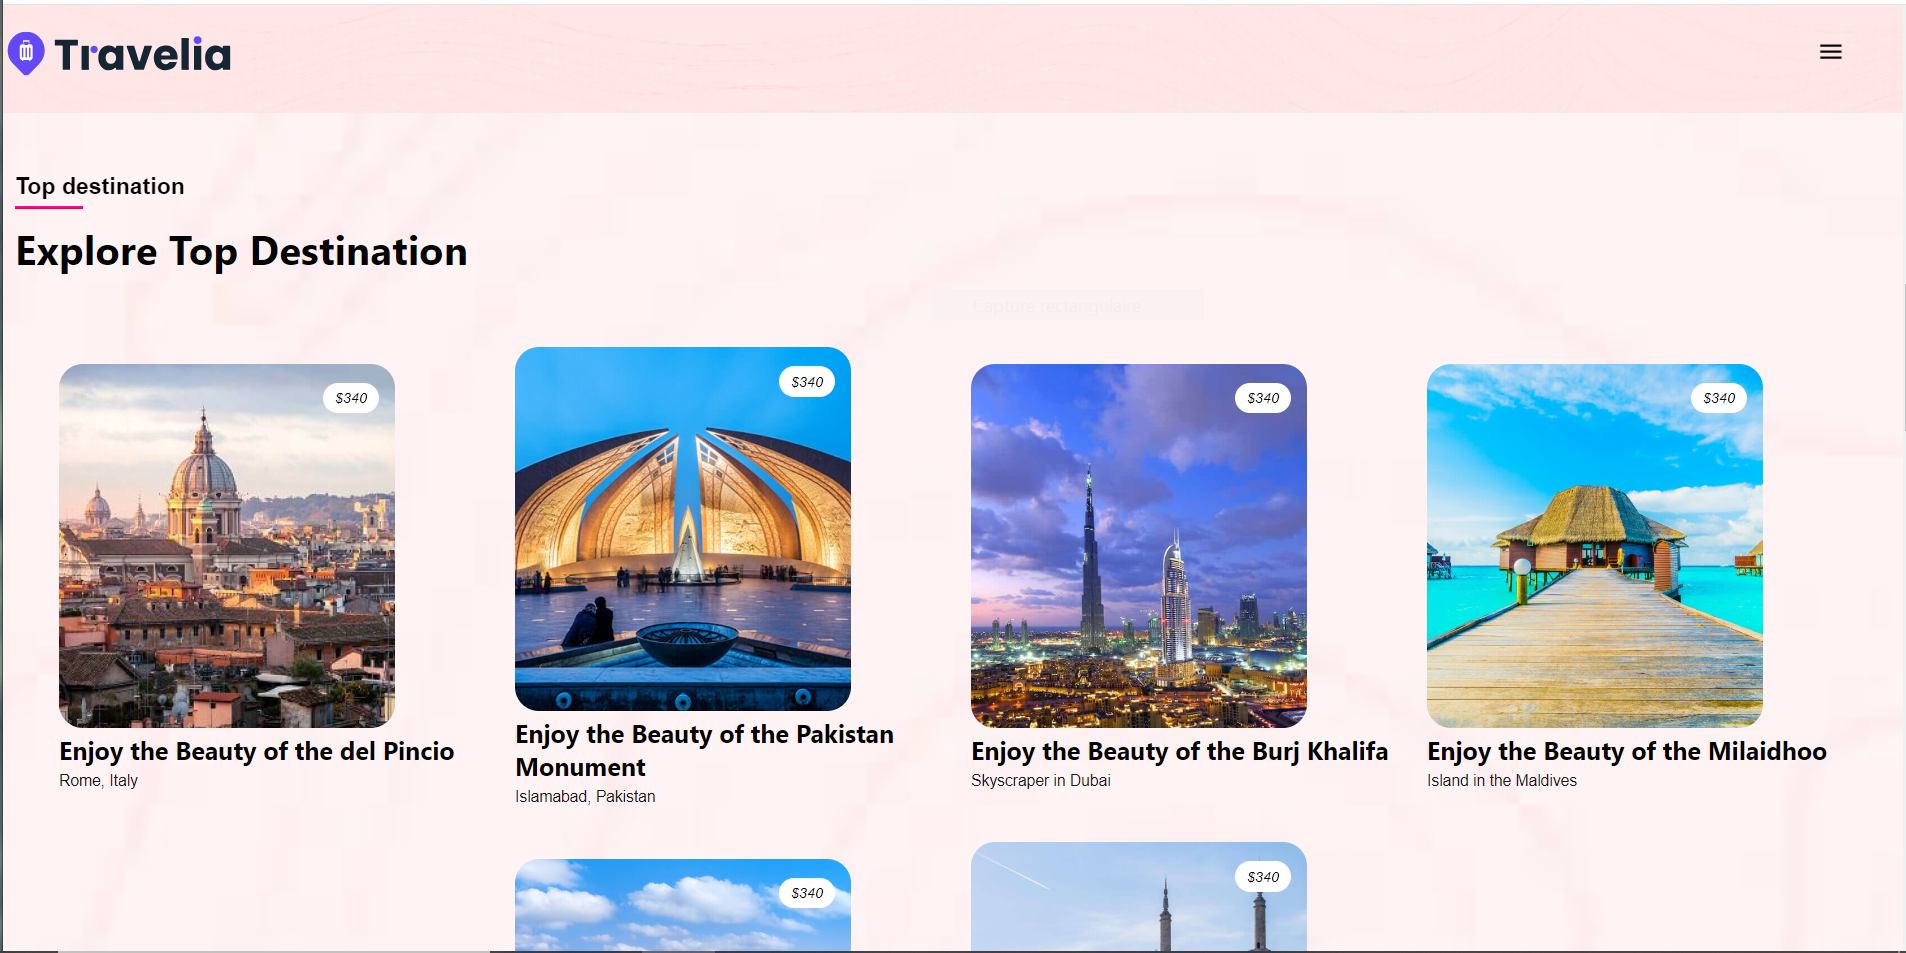 Travelia
Top destination
Explore Top Destination
Capture rectangulaire
$340
$340
$340
$340
Enjoy the Beauty of the del Pincio
Rome, Italy
Enjoy the Beauty of the Pakistan
Monument
Islamabad, Pakistan
Enjoy the Beauty of the Burj Khalifa
Skyscraper in Dubai
Enjoy the Beauty of the Milaidhoo
Island in the Maldives
$340
$340